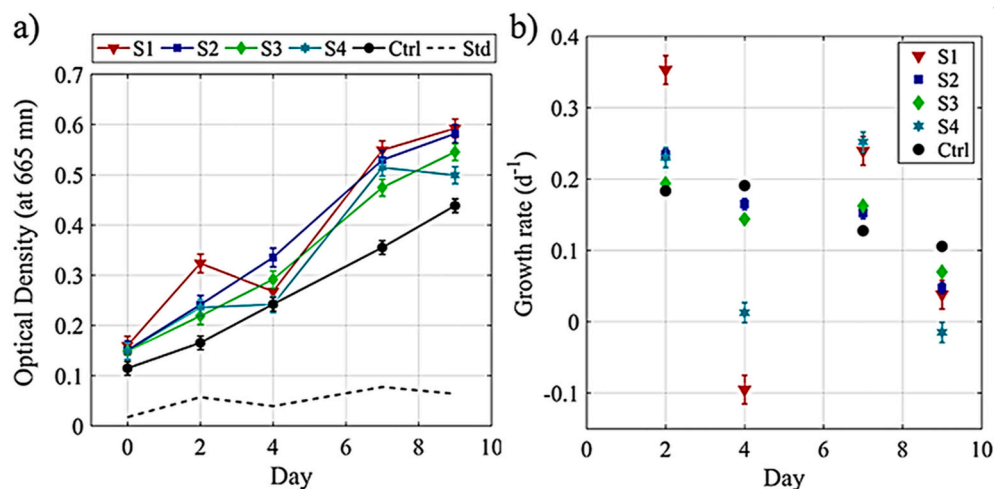 a)
S1 S2 S3 S4 Ctrl Std
0.7
0.6
0.5
0.4
0.3
0.2
0.1
0
Optical Density (at 665 mn)
0 2 4 6 8 10
Day
b)
S1
S2
S3
S4
Ctrl
0.4
0.3
0.2
0.1
0
-0.1
Growth rate (d-1)
0 2 4 6 8 10
Day